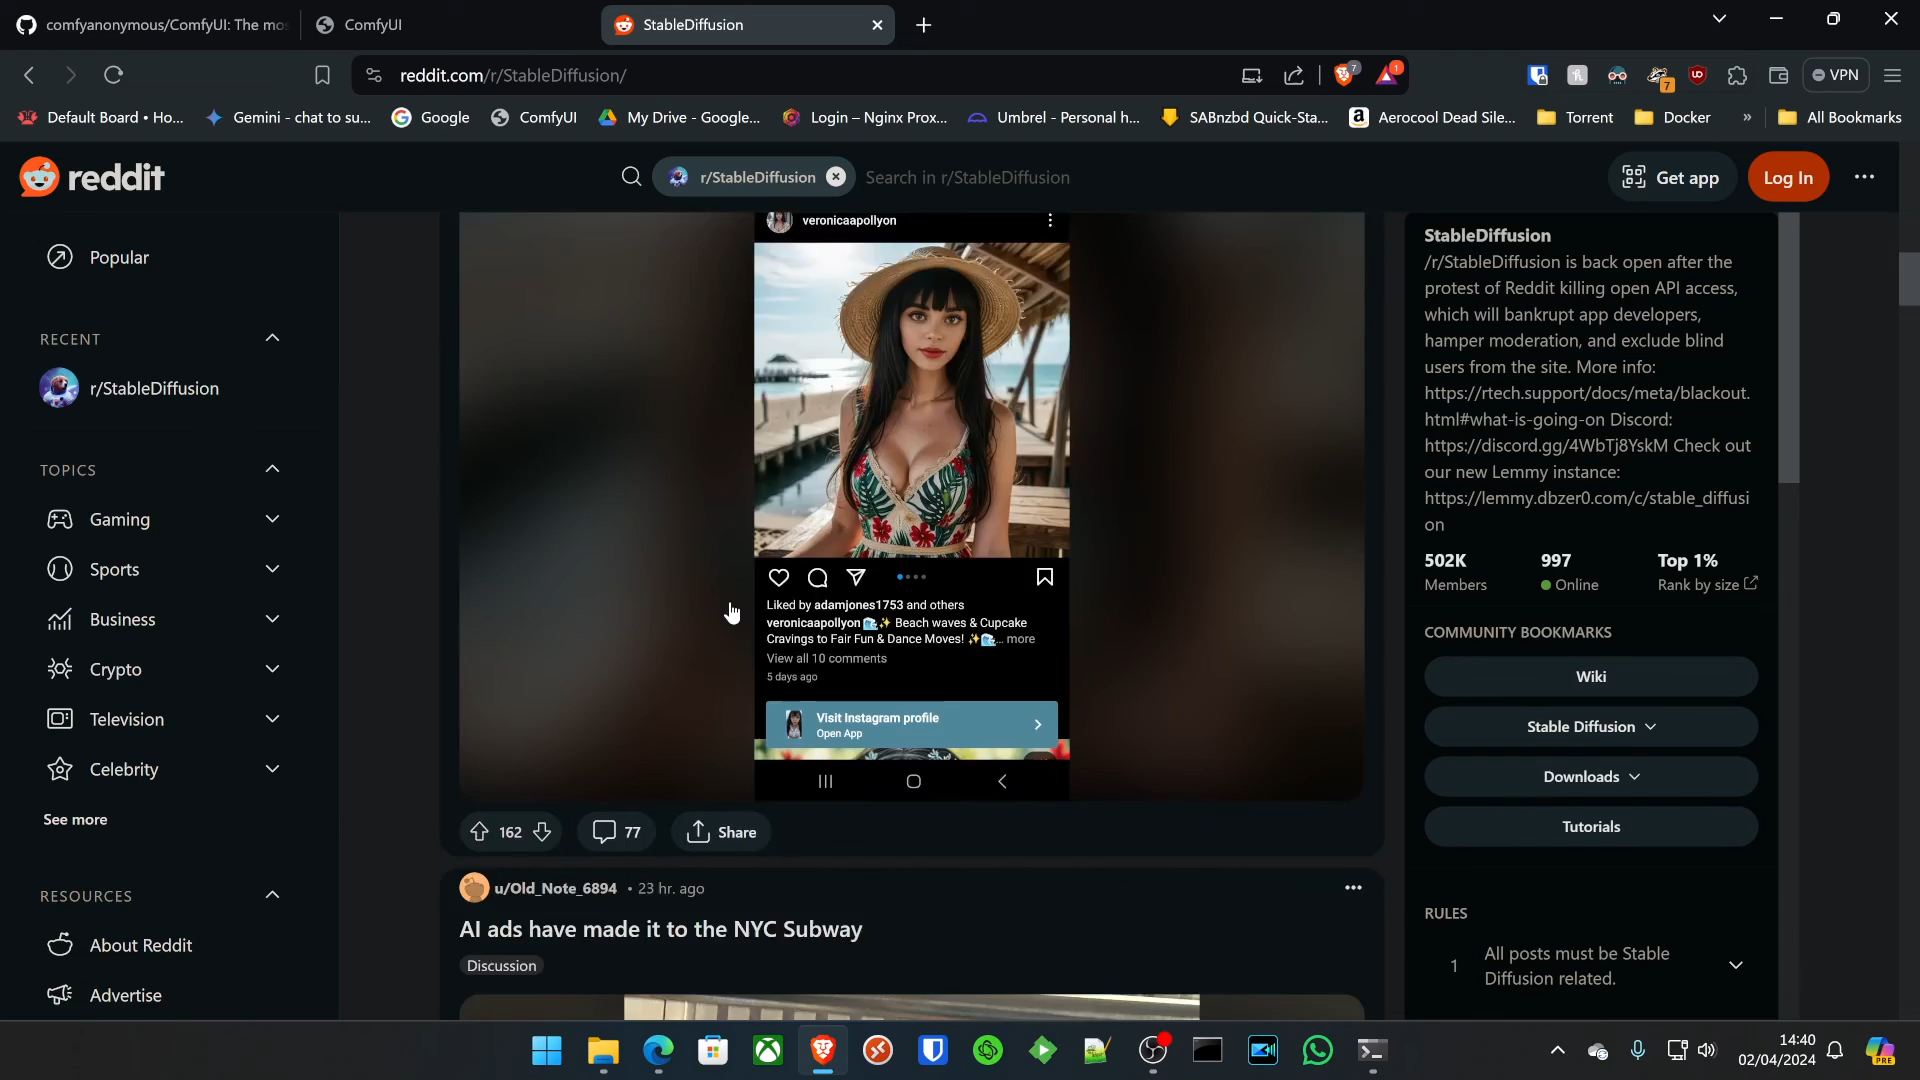 comfyanonymous/ComfyUI: The mos
ComfyUI
StableDiffusion
reddit.com/r/StableDiffusion/
7
1
7
VPN
Default Board • Ho...
Gemini - chat to su...
Google
ComfyUI
My Drive - Google...
Login – Nginx Prox...
Umbrel - Personal h...
SABnzbd Quick-Sta...
Aerocool Dead Sile...
Torrent
Docker
»
All Bookmarks
reddit
r/StableDiffusion
Search in r/StableDiffusion
Get app
Log In
Popular
RECENT
r/StableDiffusion
TOPICS
Gaming
Sports
Business
Crypto
Television
Celebrity
See more
RESOURCES
About Reddit
Advertise
veronicaapollyon
Liked by adamjones1753 and others
veronicaapollyon 🌊✨ Beach waves & Cupcake
Cravings to Fair Fun & Dance Moves! ✨🌊... more
View all 10 comments
5 days ago
Visit Instagram profile
Open App
162
77
Share
u/Old_Note_6894 • 23 hr. ago
AI ads have made it to the NYC Subway
Discussion
StableDiffusion
/r/StableDiffusion is back open after the
protest of Reddit killing open API access,
which will bankrupt app developers,
hamper moderation, and exclude blind
users from the site. More info:
https://rtech.support/docs/meta/blackout.
html#what-is-going-on Discord:
https://discord.gg/4WbTj8YskM Check out
our new Lemmy instance:
https://lemmy.dbzer0.com/c/stable_diffusi
on
502K
997
Top 1%
Members
Online
Rank by size
COMMUNITY BOOKMARKS
Wiki
Stable Diffusion
Downloads
Tutorials
RULES
1
All posts must be Stable
Diffusion related.
14:40
02/04/2024
PRE